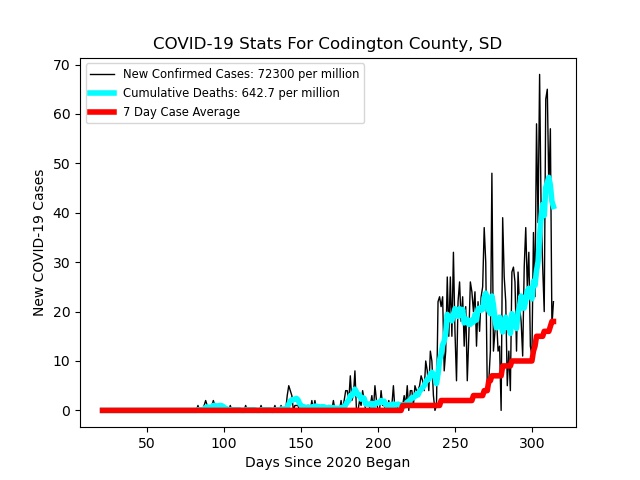 COVID-19 Stats For Codington County, SD
New Confirmed Cases: 72300 per million
Cumulative Deaths: 642.7 per million
7 Day Case Average
New COVID-19 Cases
70
60
50
40
30
20
10
0
50 100 150 200 250 300
Days Since 2020 Began